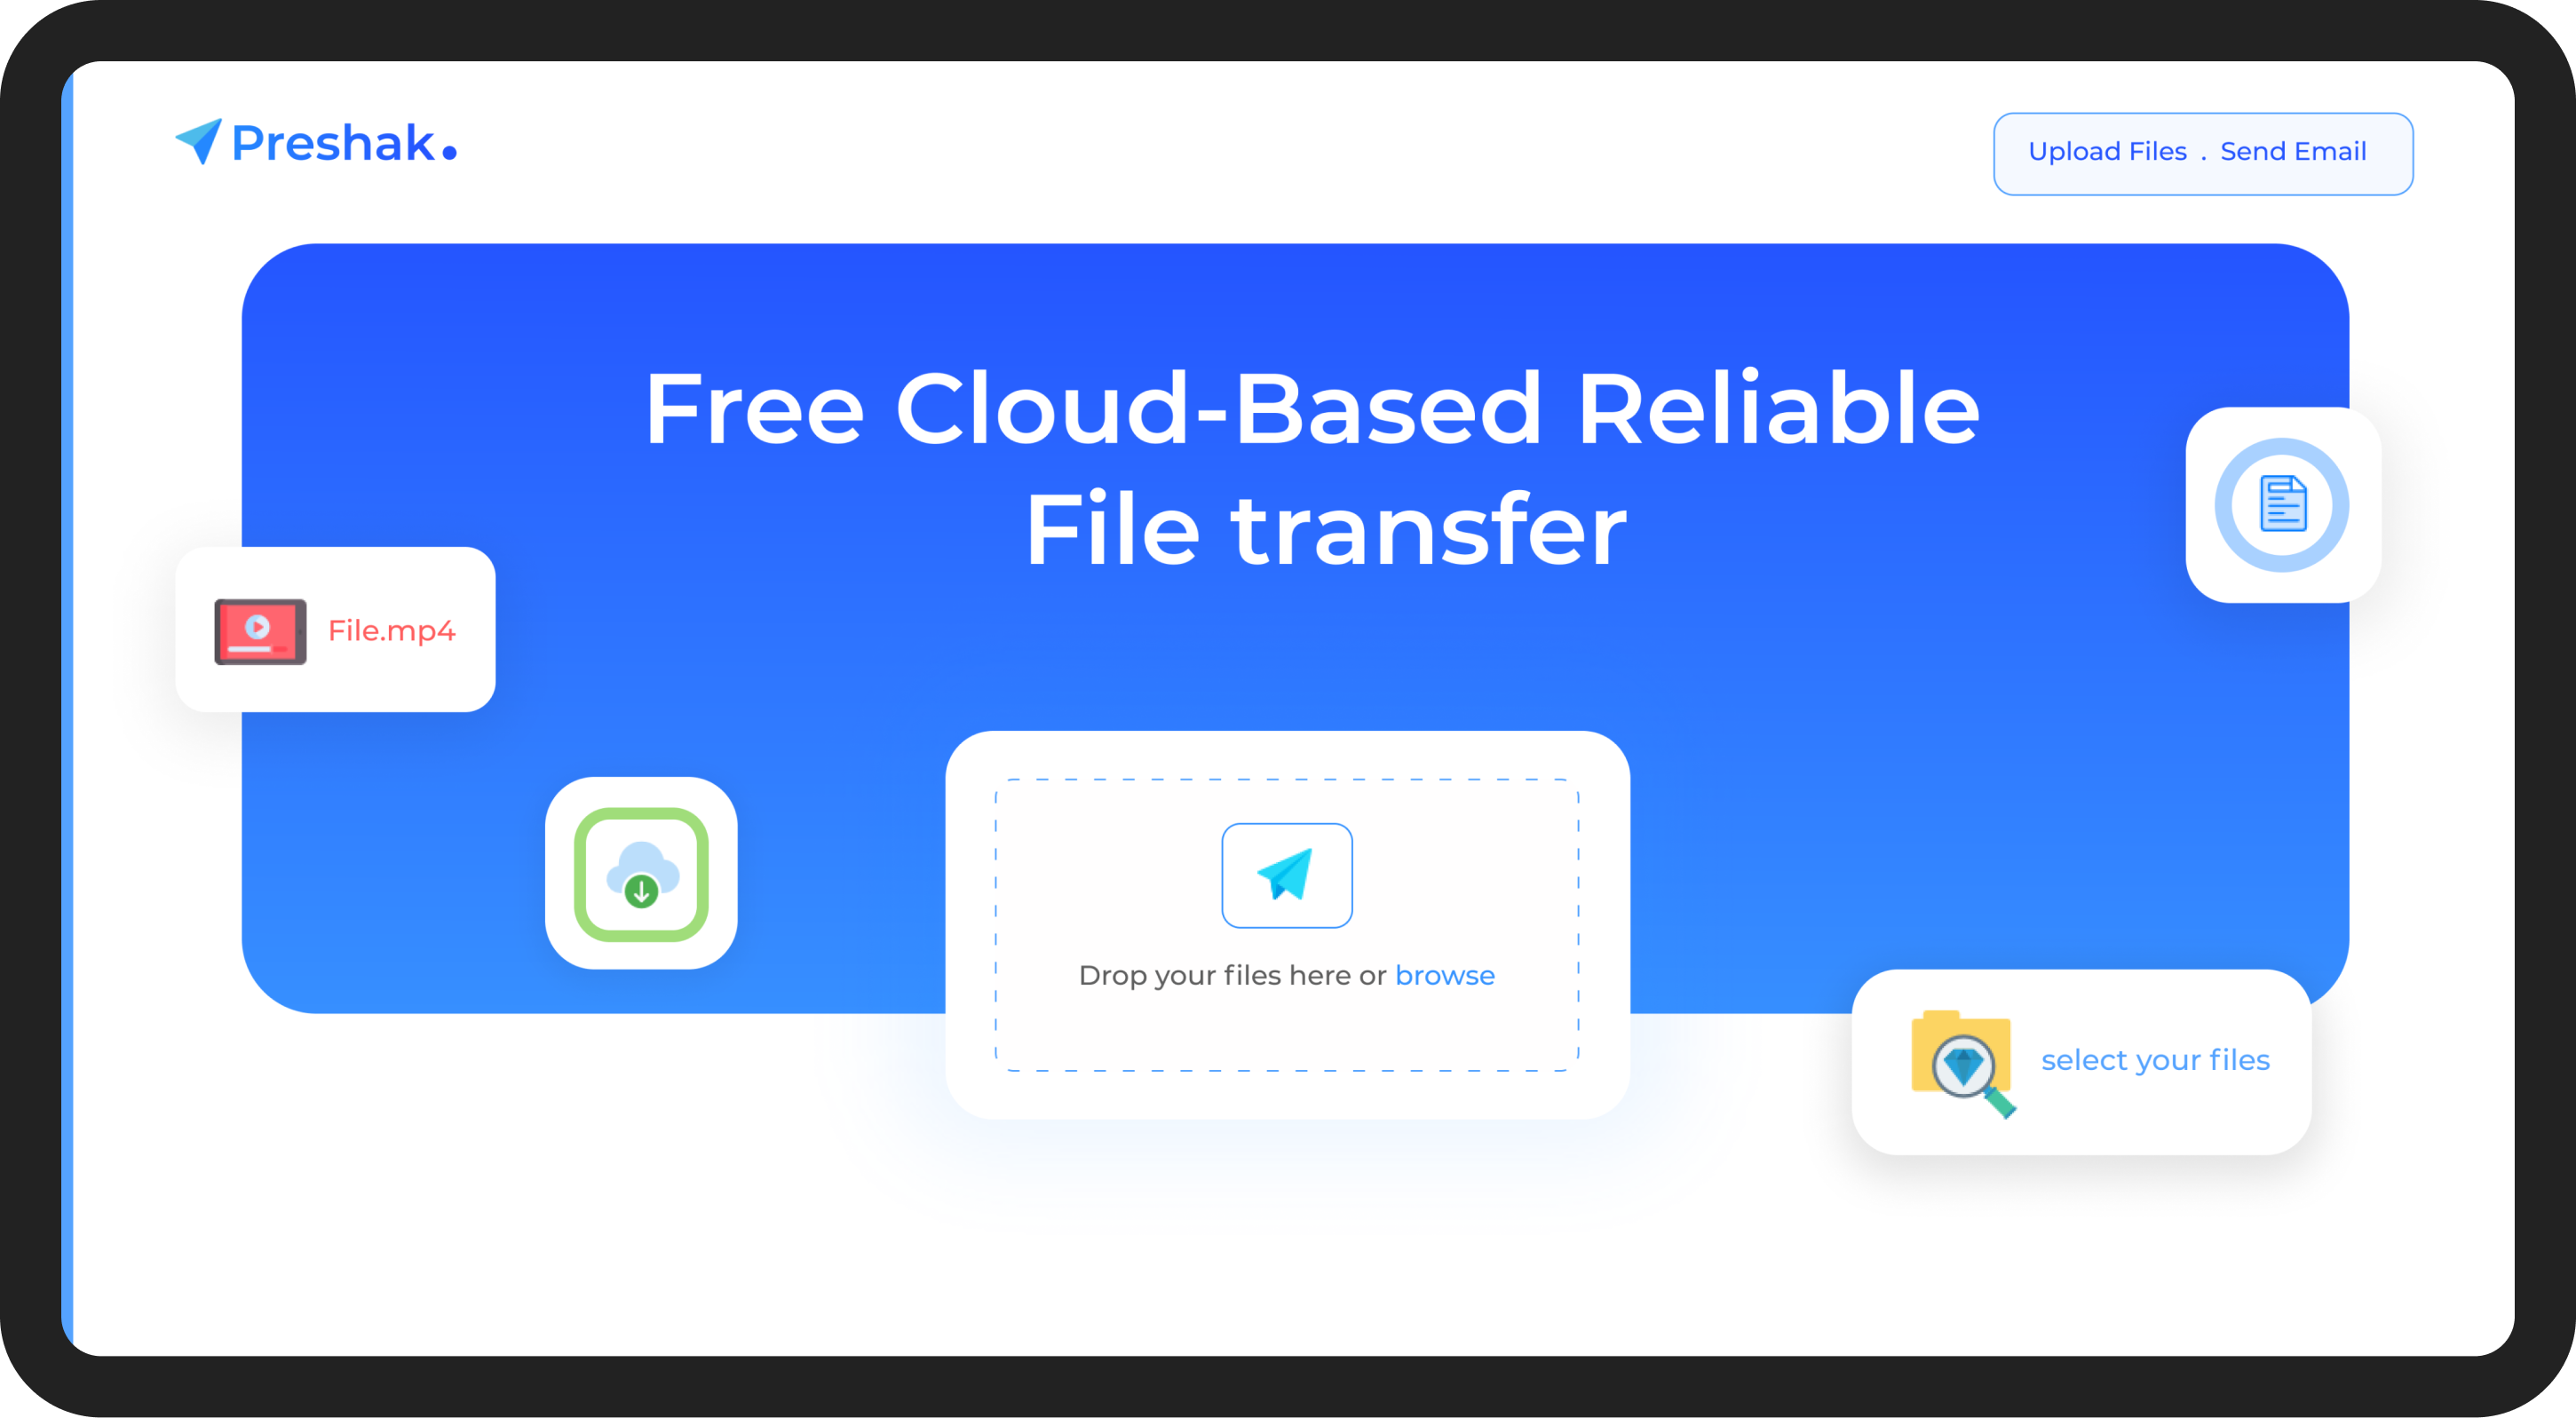 Preshak.
Upload Files . Send Email
Free Cloud-Based Reliable
File transfer
File.mp4
Drop your files here or browse
select your files